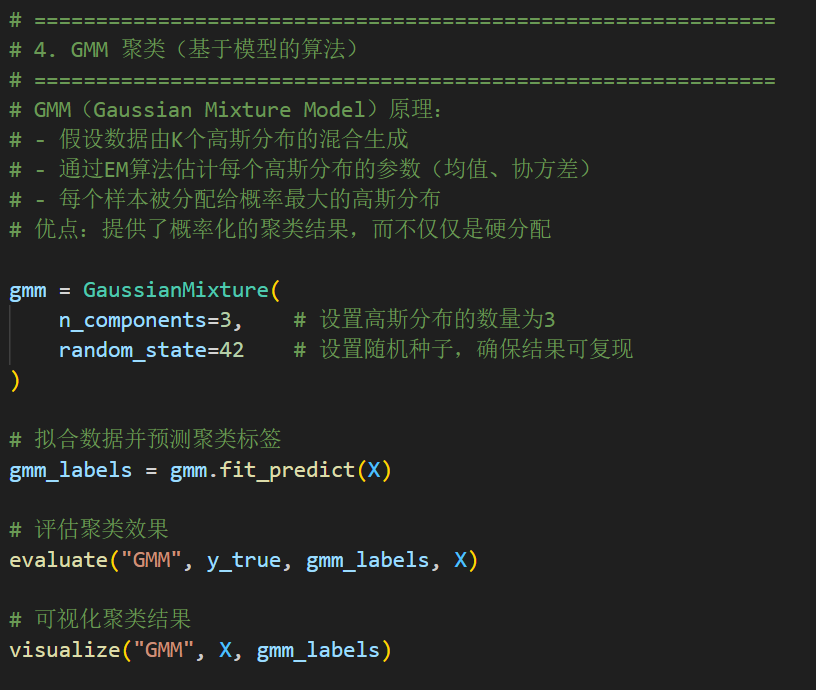 # ============================================================
# 4. GMM 聚类（基于模型的算法）
# ============================================================
# GMM（Gaussian Mixture Model）原理：
# - 假设数据由K个高斯分布的混合生成
# - 通过EM算法估计每个高斯分布的参数（均值、协方差）
# - 每个样本被分配给概率最大的高斯分布
# 优点：提供了概率化的聚类结果，而不仅仅是硬分配
gmm = GaussianMixture(
    n_components=3,    # 设置高斯分布的数量为3
    random_state=42    # 设置随机种子，确保结果可复现
)
# 拟合数据并预测聚类标签
gmm_labels = gmm.fit_predict(X)
# 评估聚类效果
evaluate("GMM", y_true, gmm_labels, X)
# 可视化聚类结果
visualize("GMM", X, gmm_labels)